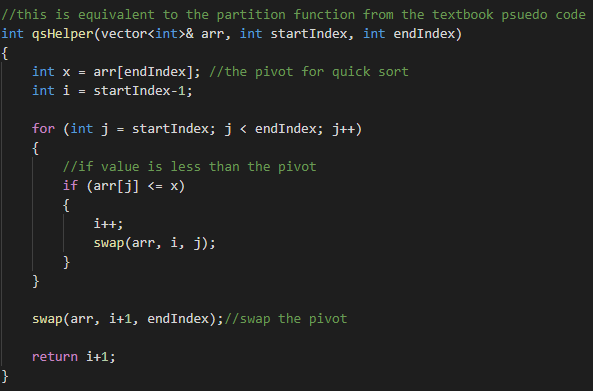 //this is equivalent to the partition function from the textbook psuedo code
int qsHelper(vector<int>& arr, int startIndex, int endIndex)
{
    int x = arr[endIndex]; //the pivot for quick sort
    int i = startIndex-1;

    for (int j = startIndex; j < endIndex; j++)
    {
        //if value is less than the pivot
        if (arr[j] <= x)
        {
            i++;
            swap(arr, i, j);
        }
    }

    swap(arr, i+1, endIndex);//swap the pivot

    return i+1;
}